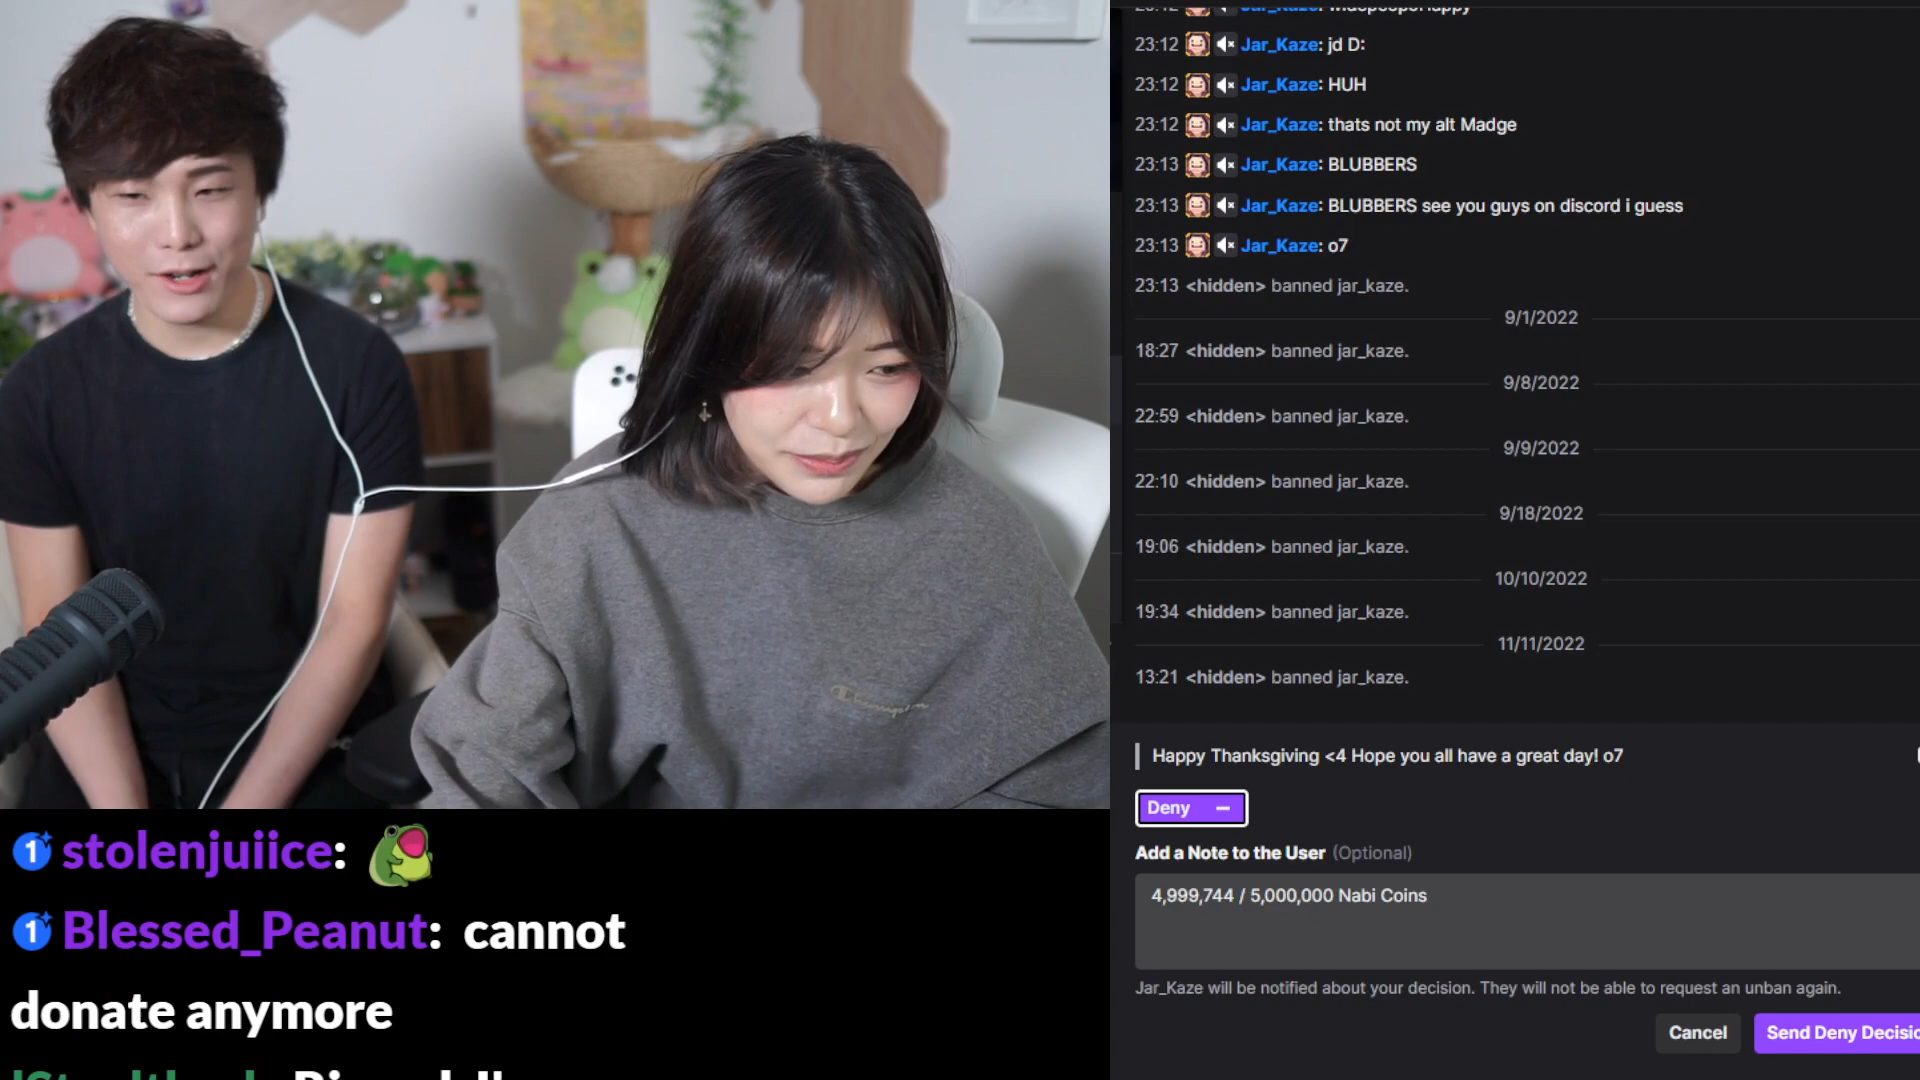 Jar_Kaze:
23:12 Jar_Kaze: jd D:
23:12 Jar_Kaze: HUH
23:12 Jar_Kaze: thats not my alt Madge
23:13 Jar_Kaze: BLUBBERS
23:13 Jar_Kaze: BLUBBERS see you guys on discord i guess
23:13 Jar_Kaze: o7
23:13 <hidden> banned jar_kaze.
9/1/2022
18:27 <hidden> banned jar_kaze.
9/8/2022
22:59 <hidden> banned jar_kaze.
9/9/2022
22:10 <hidden> banned jar_kaze.
9/18/2022
19:06 <hidden> banned jar_kaze.
10/10/2022
19:34 <hidden> banned jar_kaze.
11/11/2022
13:21 <hidden> banned jar_kaze.
Happy Thanksgiving <4 Hope you all have a great day! o7
Deny
Add a Note to the User (Optional)
4,999,744 / 5,000,000 Nabi Coins
Jar_Kaze will be notified about your decision. They will not be able to request an unban again.
Cancel
Send Deny Decisio
Champion
1 stolenjuiice:
1 Blessed_Peanut: cannot
donate anymore